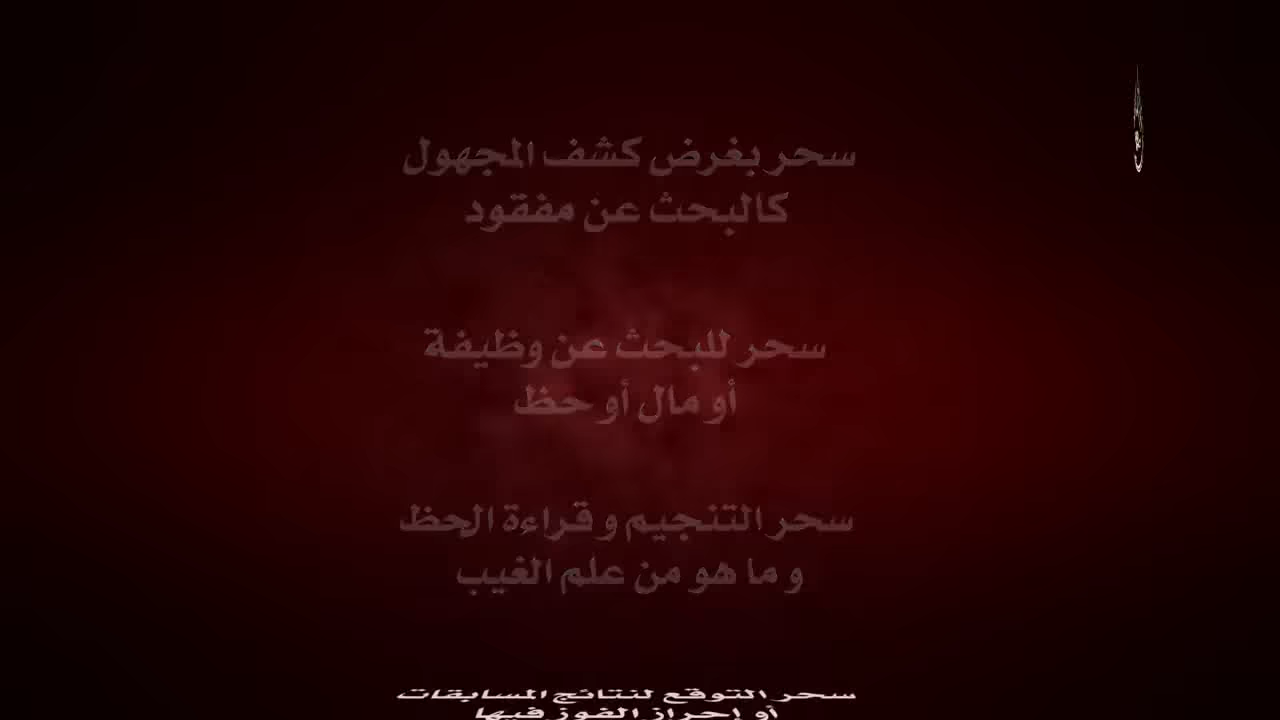 سحر بغرض كشف المجهول
كالبحث عن مفقود
سحر للبحث عن وظيفة
أو مال أو حظ
سحر التنجيم و قراءة الحظ
و ما هو من علم الغيب
سحر التوقع لنتائج المسابقات
أو إحراز الفوز فيها